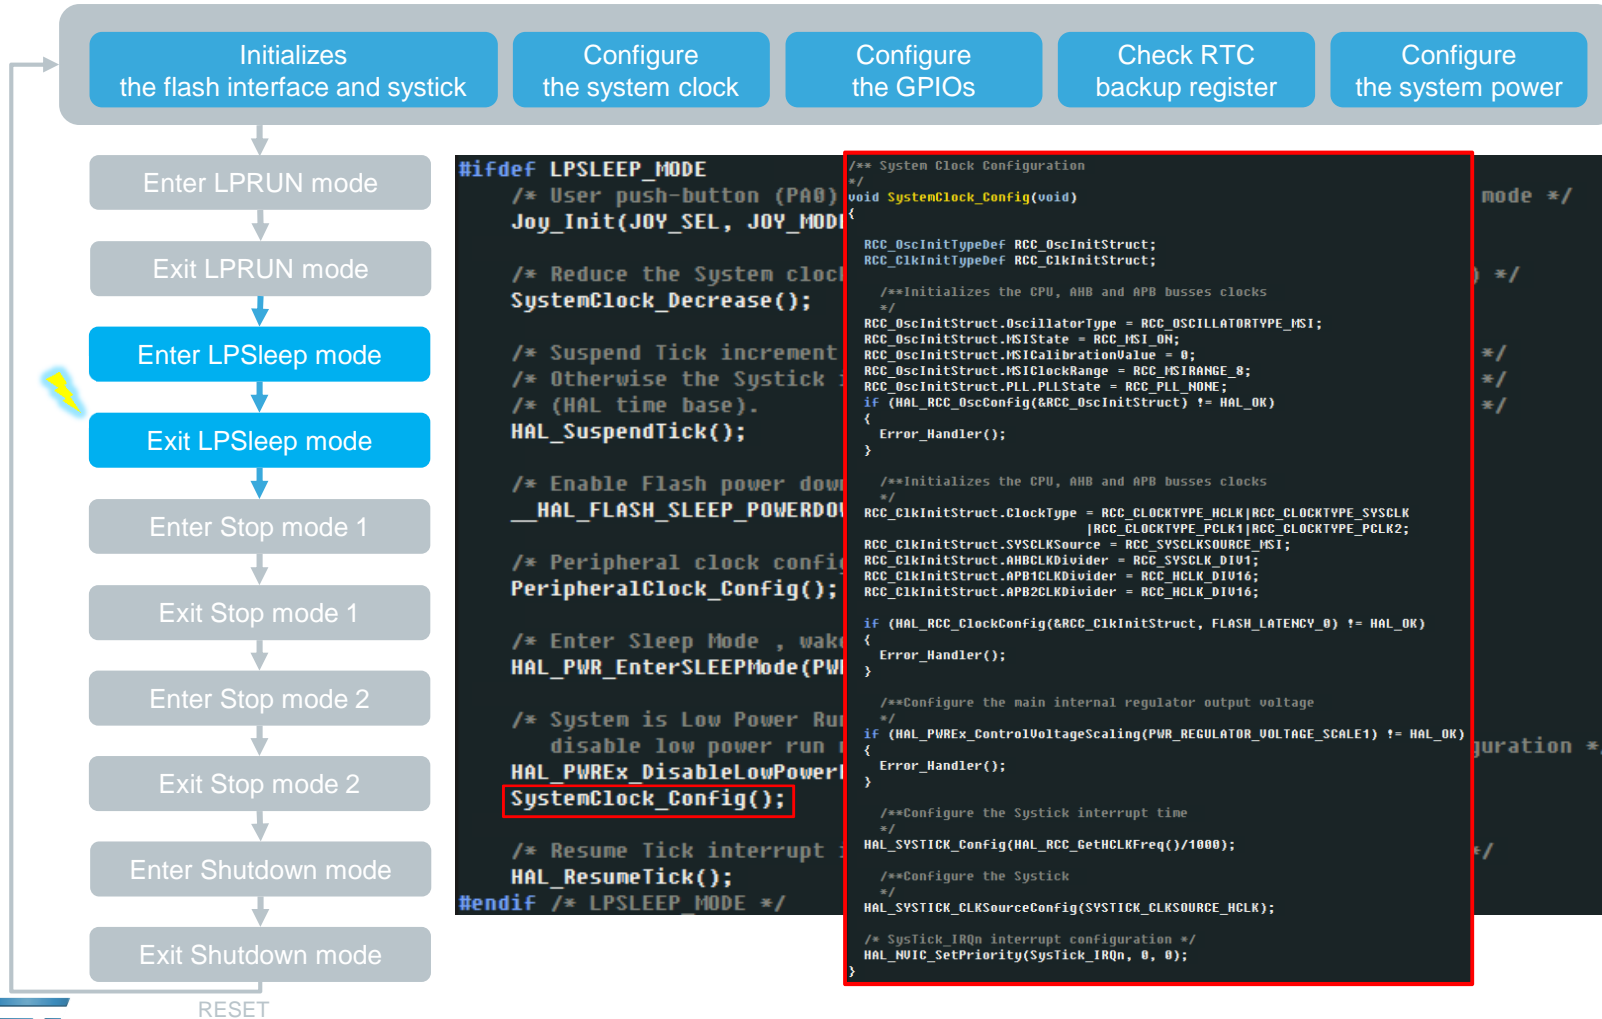 Initializes
the flash interface and systick
Configure
the system clock
Configure
the GPIOs
Check RTC
backup register
Configure
the system power
Enter LPRUN mode
Exit LPRUN mode
Enter LPSleep mode
Exit LPSleep mode
Enter Stop mode 1
Exit Stop mode 1
Enter Stop mode 2
Exit Stop mode 2
Enter Shutdown mode
Exit Shutdown mode
RESET
#ifdef LPSLEEP_MODE
/* User push-button (PA0) mode */
Joy_Init(JOY_SEL, JOY_MODE
/* Reduce the System clock ) */
SystemClock_Decrease();
/* Suspend Tick increment */
/* Otherwise the Systick */
/* (HAL time base). */
HAL_SuspendTick();
/* Enable Flash power down
__HAL_FLASH_SLEEP_POWERDOW
/* Peripheral clock config
PeripheralClock_Config();
/* Enter Sleep Mode , wake
HAL_PWR_EnterSLEEPMode(PWR
/* System is Low Power Run
disable low power run guration */
HAL_PWREx_DisableLowPower
SystemClock_Config();
/* Resume Tick interrupt */
HAL_ResumeTick();
#endif /* LPSLEEP_MODE */
/** System Clock Configuration
*/
void SystemClock_Config(void)
{
RCC_OscInitTypeDef RCC_OscInitStruct;
RCC_ClkInitTypeDef RCC_ClkInitStruct;
/**Initializes the CPU, AHB and APB busses clocks
*/
RCC_OscInitStruct.OscillatorType = RCC_OSCILLATORTYPE_MSI;
RCC_OscInitStruct.MSIState = RCC_MSI_ON;
RCC_OscInitStruct.MSICalibrationValue = 0;
RCC_OscInitStruct.MSIClockRange = RCC_MSIRANGE_8;
RCC_OscInitStruct.PLL.PLLState = RCC_PLL_NONE;
if (HAL_RCC_OscConfig(&RCC_OscInitStruct) != HAL_OK)
{
Error_Handler();
}
/**Initializes the CPU, AHB and APB busses clocks
*/
RCC_ClkInitStruct.ClockType = RCC_CLOCKTYPE_HCLK|RCC_CLOCKTYPE_SYSCLK
|RCC_CLOCKTYPE_PCLK1|RCC_CLOCKTYPE_PCLK2;
RCC_ClkInitStruct.SYSCLKSource = RCC_SYSCLKSOURCE_MSI;
RCC_ClkInitStruct.AHBCLKDivider = RCC_SYSCLK_DIV1;
RCC_ClkInitStruct.APB1CLKDivider = RCC_HCLK_DIV16;
RCC_ClkInitStruct.APB2CLKDivider = RCC_HCLK_DIV16;
if (HAL_RCC_ClockConfig(&RCC_ClkInitStruct, FLASH_LATENCY_0) != HAL_OK)
{
Error_Handler();
}
/**Configure the main internal regulator output voltage
*/
if (HAL_PWREx_ControlVoltageScaling(PWR_REGULATOR_VOLTAGE_SCALE1) != HAL_OK)
{
Error_Handler();
}
/**Configure the Systick interrupt time
*/
HAL_SYSTICK_Config(HAL_RCC_GetHCLKFreq()/1000);
/**Configure the Systick
*/
HAL_SYSTICK_CLKSourceConfig(SYSTICK_CLKSOURCE_HCLK);
/* SysTick_IRQn interrupt configuration */
HAL_NVIC_SetPriority(SysTick_IRQn, 0, 0);
}